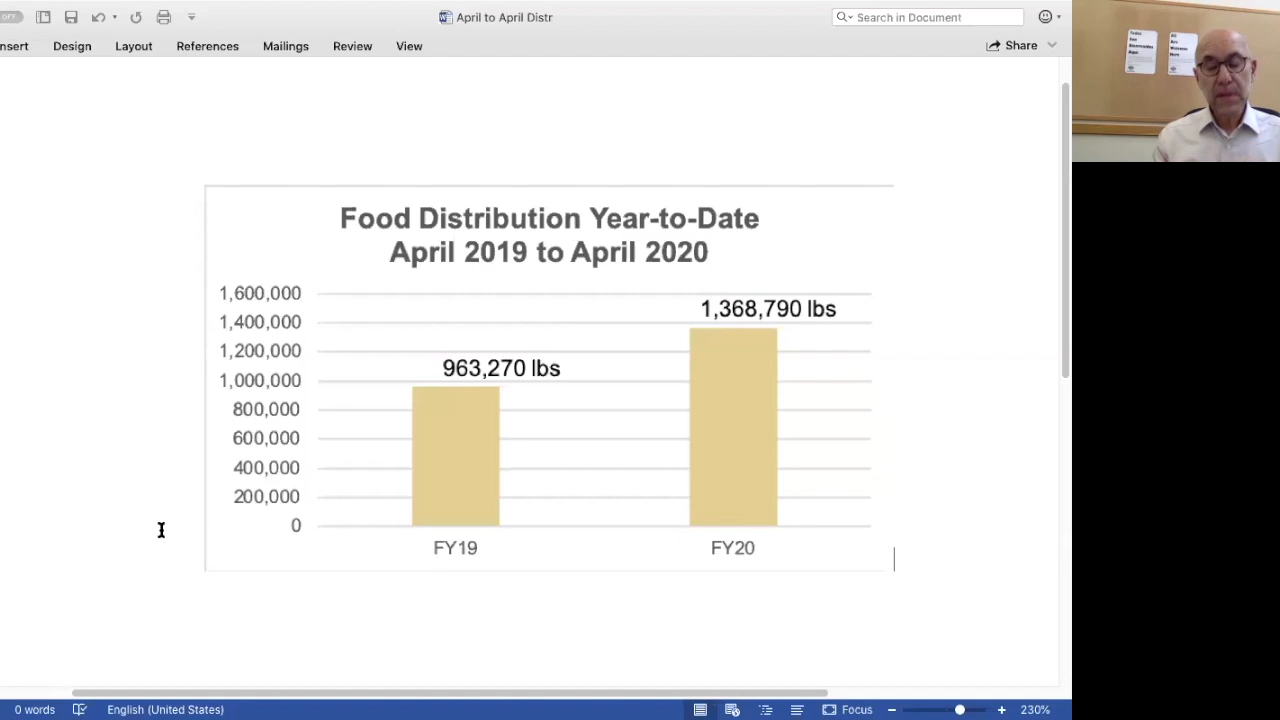 OFF
April to April Distr
Search in Document
nsert Design Layout References Mailings Review View
Share
Food Distribution Year-to-Date
April 2019 to April 2020
1,600,000
1,400,000
1,200,000
1,000,000
800,000
600,000
400,000
200,000
0
963,270 lbs
1,368,790 lbs
FY19
FY20
0 words
English (United States)
Focus
230%